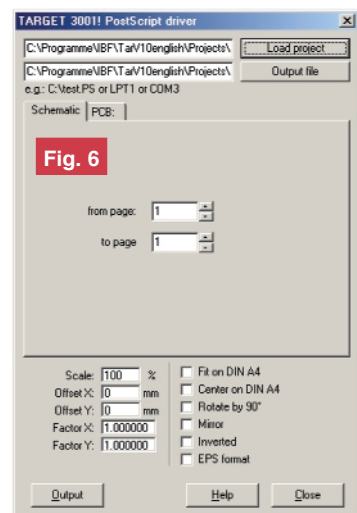 TARGET 3001! PostScript driver
C:\Programme\IBF\TarV10english\Projects\ Load project
C:\Programme\IBF\TarV10english\Projects\ Output file
e.g.: C:\test.PS or LPT1 or COM3
Schematic PCB:
Fig. 6
from page: 1
to page 1
Scale: 100 % Fit on DIN A4
Offset X: 0 mm Center on DIN A4
Offset Y: 0 mm Rotate by 90°
Factor X: 1.000000 Mirror
Factor Y: 1.000000 Inverted
EPS format
Output Help Close